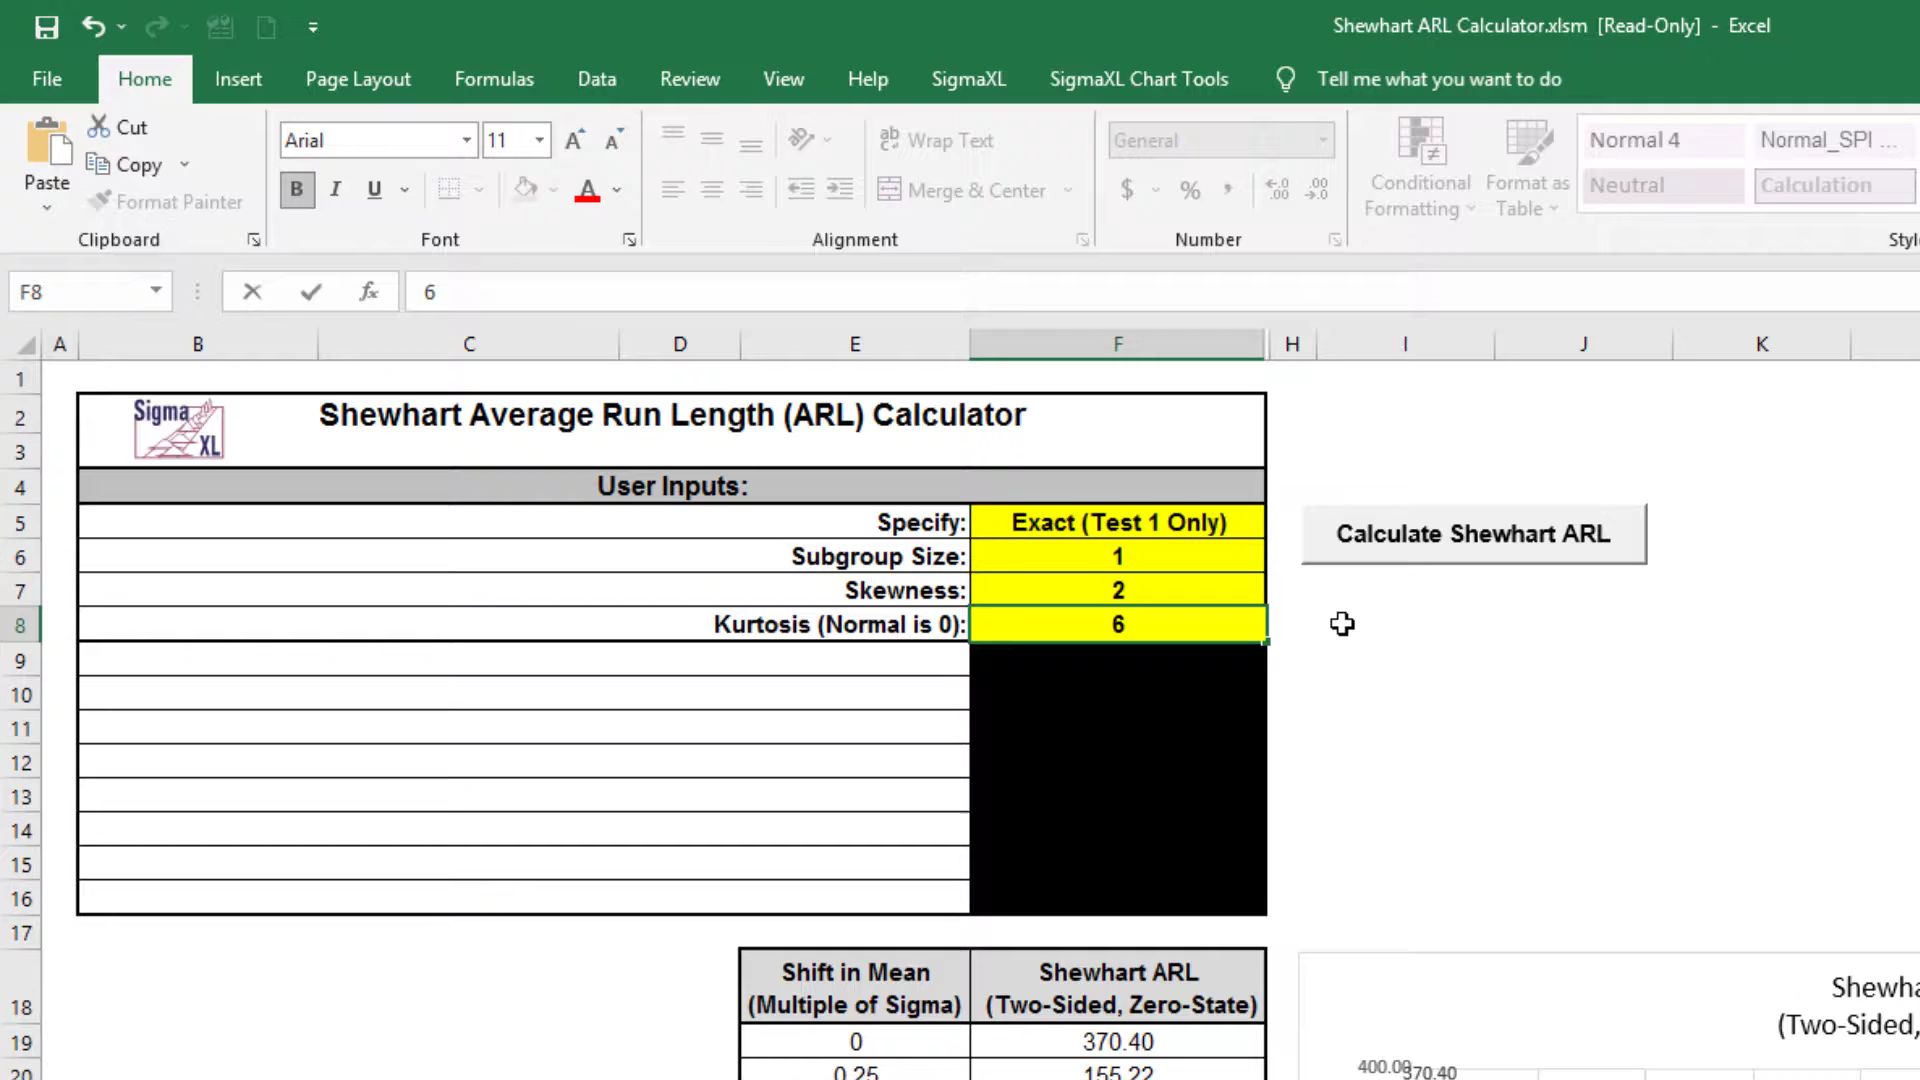 Shewhart ARL Calculator.xlsm [Read-Only] - Excel
File Home Insert Page Layout Formulas Data Review View Help SigmaXL SigmaXL Chart Tools Tell me what you want to do
Cut
Copy
Format Painter
Paste
Clipboard
Arial 11
B I U
Font
Wrap Text
Merge & Center
Alignment
General
$ %
Number
Conditional Formatting
Format as Table
Normal 4 Normal_SPI ...
Neutral Calculation
Styl
F8 fx 6
A B C D E F H I J K
1
2 Sigma XL Shewhart Average Run Length (ARL) Calculator
3
4 User Inputs:
5 Specify: Exact (Test 1 Only)
Calculate Shewhart ARL
6 Subgroup Size: 1
7 Skewness: 2
8 Kurtosis (Normal is 0): 6
9
10
11
12
13
14
15
16
17
18 Shift in Mean (Multiple of Sigma) Shewhart ARL (Two-Sided, Zero-State)
19 0 370.40
20 0.25 155.22
Shewha
(Two-Sided,
400.00 370.40